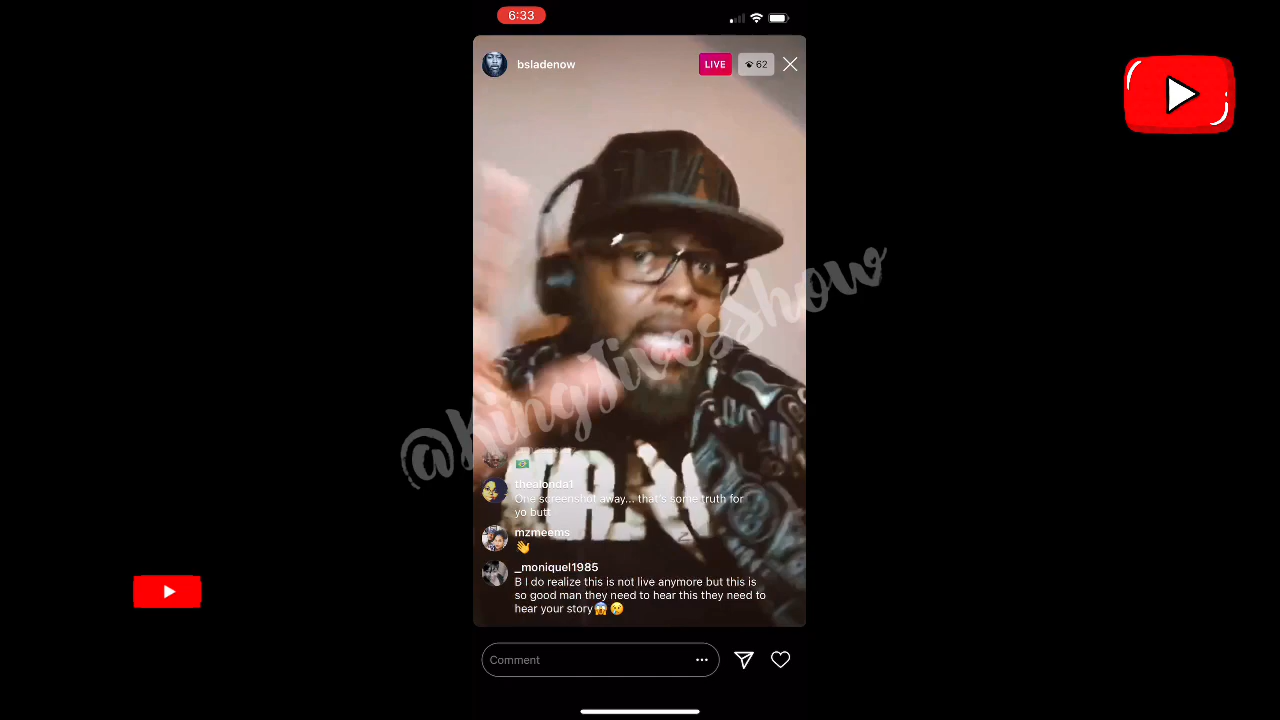 6:33
bsladenow
LIVE
62
@kingslivesshow
thealonda1
One screenshot away... that's some truth for
yo butt
mzmeems
_moniquel1985
B I do realize this is not live anymore but this is
so good man they need to hear this they need to
hear your story😱😢
Comment